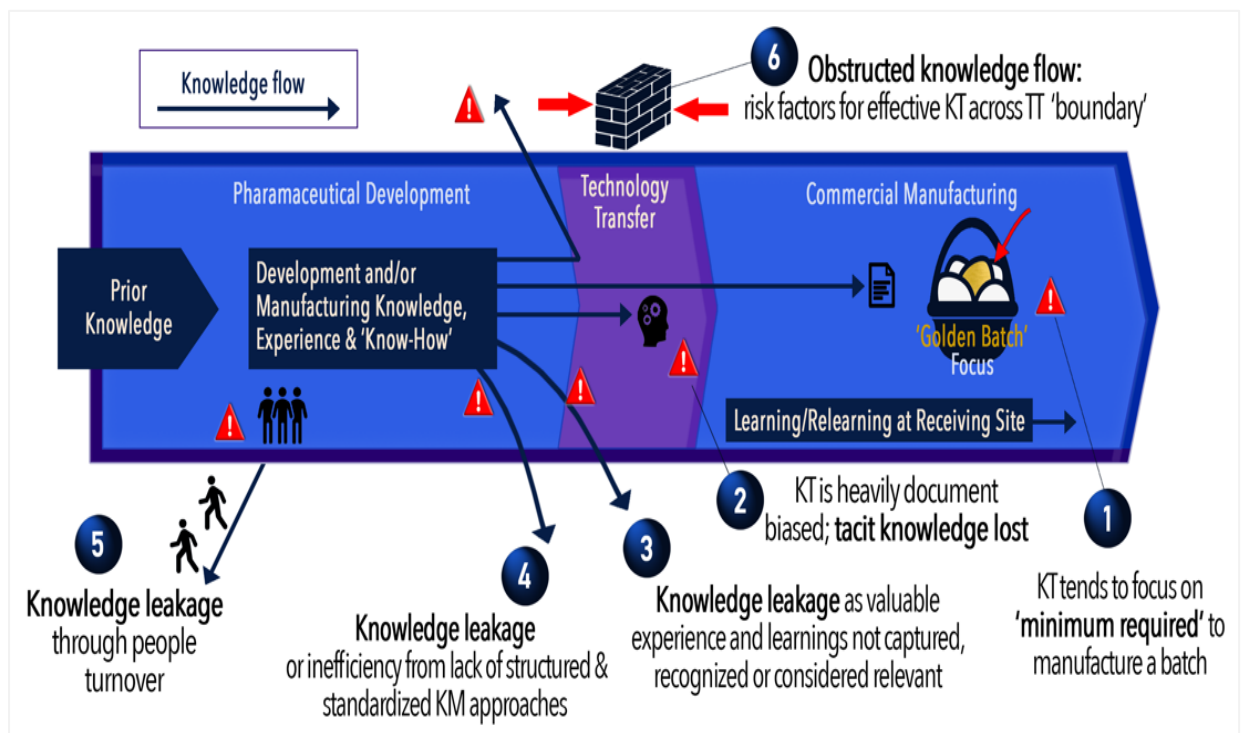 Knowledge flow
6
Obstructed knowledge flow:
risk factors for effective KT across TT ‘boundary’
Pharamaceutical Development
Technology
Transfer
Commercial Manufacturing
Prior
Knowledge
Development and/or
Manufacturing Knowledge,
Experience & ‘Know-How’
‘Golden Batch’
Focus
Learning/Relearning at Receiving Site
5
Knowledge leakage
through people
turnover
4
Knowledge leakage
or inefficiency from lack of structured &
standardized KM approaches
3
Knowledge leakage as valuable
experience and learnings not captured,
recognized or considered relevant
2
KT is heavily document
biased; tacit knowledge lost
1
KT tends to focus on
‘minimum required’ to
manufacture a batch